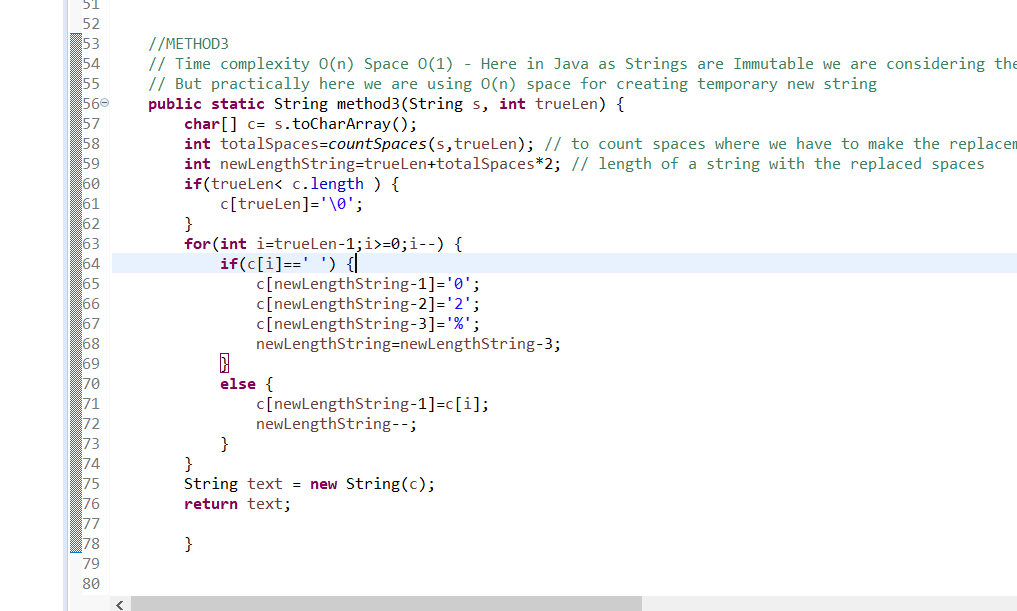 51
52
53 //METHOD3
54 // Time complexity O(n) Space O(1) - Here in Java as Strings are Immutable we are considering the
55 // But practically here we are using O(n) space for creating temporary new string
56 public static String method3(String s, int trueLen) {
57 char[] c= s.toCharArray();
58 int totalSpaces=countSpaces(s,trueLen); // to count spaces where we have to make the replacem
59 int newLengthString=trueLen+totalSpaces*2; // length of a string with the replaced spaces
60 if(trueLen< c.length ) {
61 c[trueLen]='\0';
62 }
63 for(int i=trueLen-1;i>=0;i--) {
64 if(c[i]==' ') {
65 c[newLengthString-1]='0';
66 c[newLengthString-2]='2';
67 c[newLengthString-3]='%';
68 newLengthString=newLengthString-3;
69 }
70 else {
71 c[newLengthString-1]=c[i];
72 newLengthString--;
73 }
74 }
75 String text = new String(c);
76 return text;
77
78 }
79
80